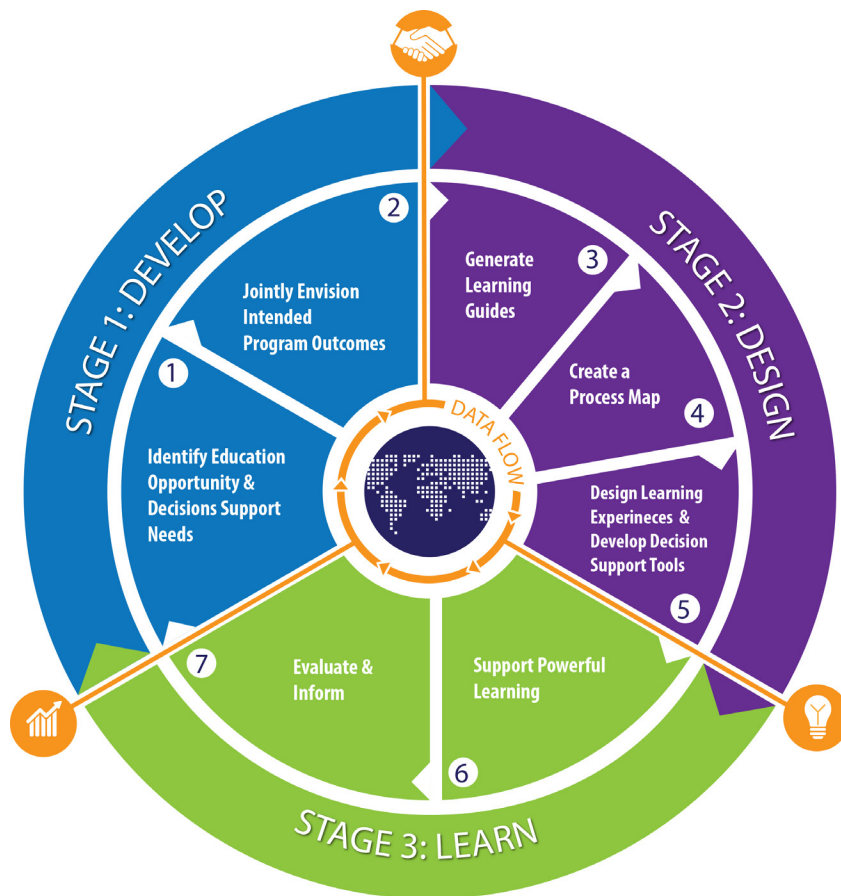 STAGE 1: DEVELOP
1
Identify Education
Opportunity &
Decisions Support
Needs
2
Jointly Envision
Intended
Program Outcomes
STAGE 2: DESIGN
3
Generate
Learning
Guides
4
Create a
Process Map
5
Design Learning
Experineces &
Develop Decision
Support Tools
STAGE 3: LEARN
6
Support Powerful
Learning
7
Evaluate &
Inform
DATA FLOW